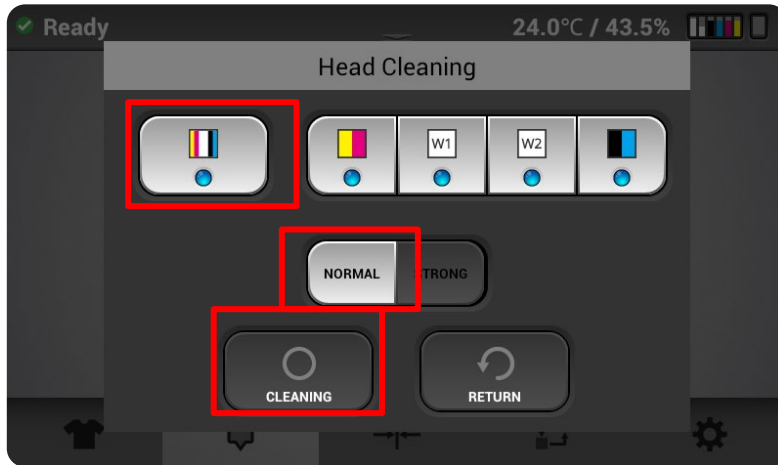 Ready 24.0℃ / 43.5%
Head Cleaning
W1 W2
NORMAL STRONG
CLEANING RETURN